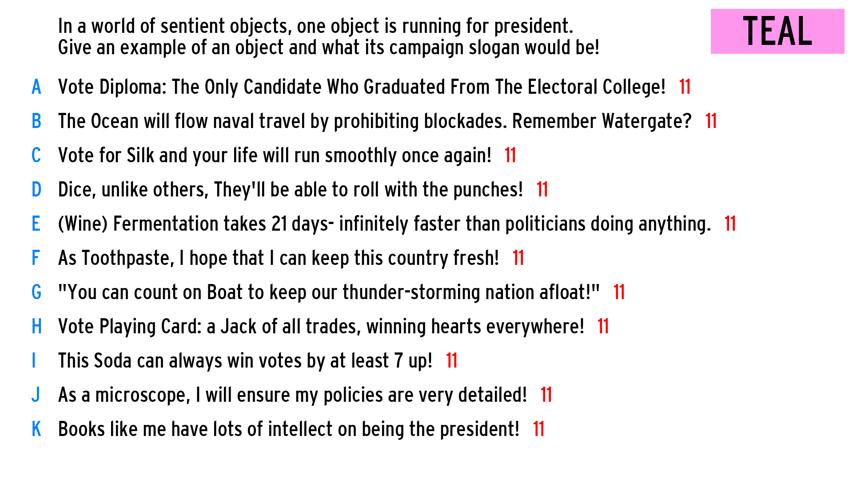 In a world of sentient objects, one object is running for president.
Give an example of an object and what its campaign slogan would be!
TEAL
A Vote Diploma: The Only Candidate Who Graduated From The Electoral College! 11
B The Ocean will flow naval travel by prohibiting blockades. Remember Watergate? 11
C Vote for Silk and your life will run smoothly once again! 11
D Dice, unlike others, They'll be able to roll with the punches! 11
E (Wine) Fermentation takes 21 days- infinitely faster than politicians doing anything. 11
F As Toothpaste, I hope that I can keep this country fresh! 11
G "You can count on Boat to keep our thunder-storming nation afloat!" 11
H Vote Playing Card: a Jack of all trades, winning hearts everywhere! 11
I This Soda can always win votes by at least 7 up! 11
J As a microscope, I will ensure my policies are very detailed! 11
K Books like me have lots of intellect on being the president! 11